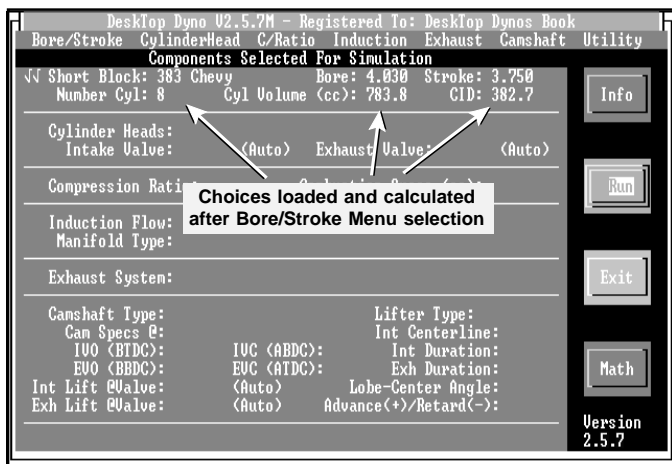 DeskTop Dyno V2.5.7M - Registered To: DeskTop Dynos Book
Bore/Stroke CylinderHead C/Ratio Induction Exhaust Camshaft Utility
Components Selected For Simulation
√√ Short Block: 383 Chevy Bore: 4.030 Stroke: 3.750
Number Cyl: 8 Cyl Volume (cc): 783.8 CID: 382.7
Info
Cylinder Heads:
Intake Valve: (Auto) Exhaust Valve: (Auto)
Compression
Choices loaded and calculated
after Bore/Stroke Menu selection
Run
Induction Flow:
Manifold Type:
Exhaust System:
Exit
Camshaft Type: Lifter Type:
Cam Specs @: Int Centerline:
IVO (BTDC): IVC (ABDC): Int Duration:
EVO (BBDC): EVC (ATDC): Exh Duration:
Int Lift @Valve: (Auto) Lobe-Center Angle:
Exh Lift @Valve: (Auto) Advance(+)/Retard(-):
Math
Version
2.5.7